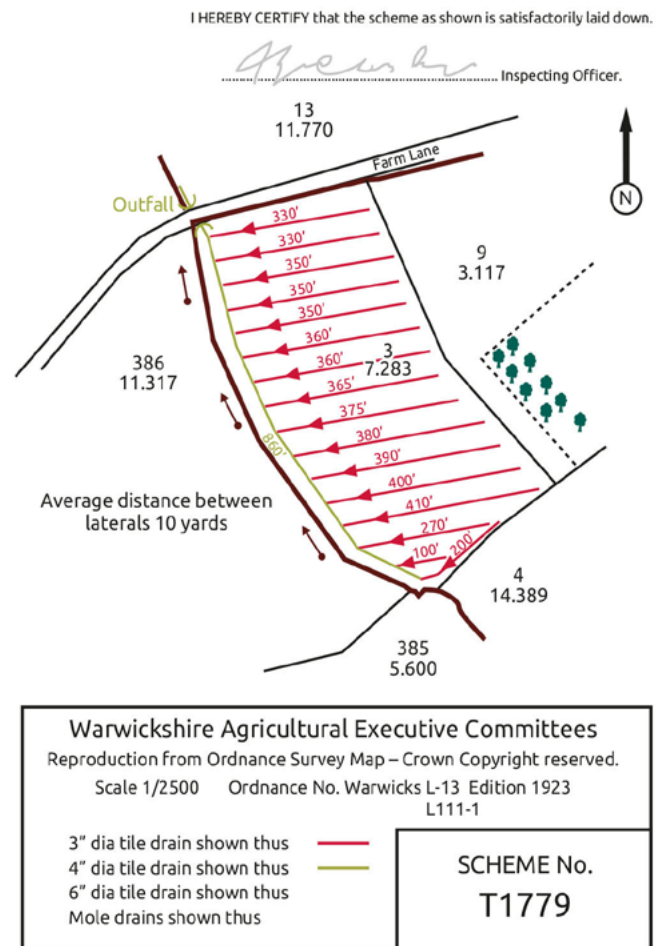 I HEREBY CERTIFY that the scheme as shown is satisfactorily laid down.
Inspecting Officer.
13
11.770
Farm Lane
N
Outfall
330'
330'
9
3.117
350'
350'
350'
360'
386
11.317
360'
3
7.283
365'
375'
380'
860'
390'
400'
410'
Average distance between
laterals 10 yards
270'
100'
200'
4
14.389
385
5.600
Warwickshire Agricultural Executive Committees
Reproduction from Ordnance Survey Map – Crown Copyright reserved.
Scale 1/2500 Ordnance No. Warwicks L-13 Edition 1923
L111-1
3" dia tile drain shown thus
4" dia tile drain shown thus
6" dia tile drain shown thus
Mole drains shown thus
SCHEME No.
T1779